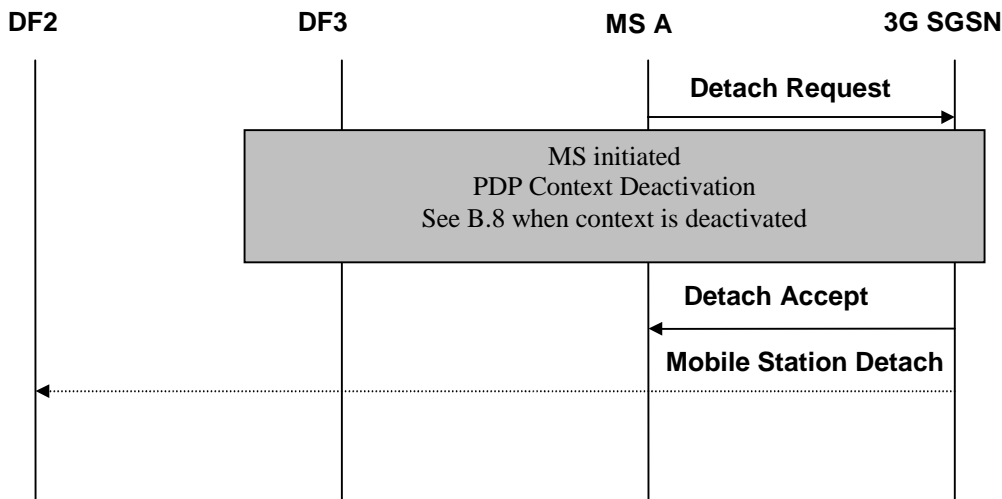 DF2 DF3 MS A 3G SGSN
Detach Request
MS initiated
PDP Context Deactivation
See B.8 when context is deactivated
Detach Accept
Mobile Station Detach